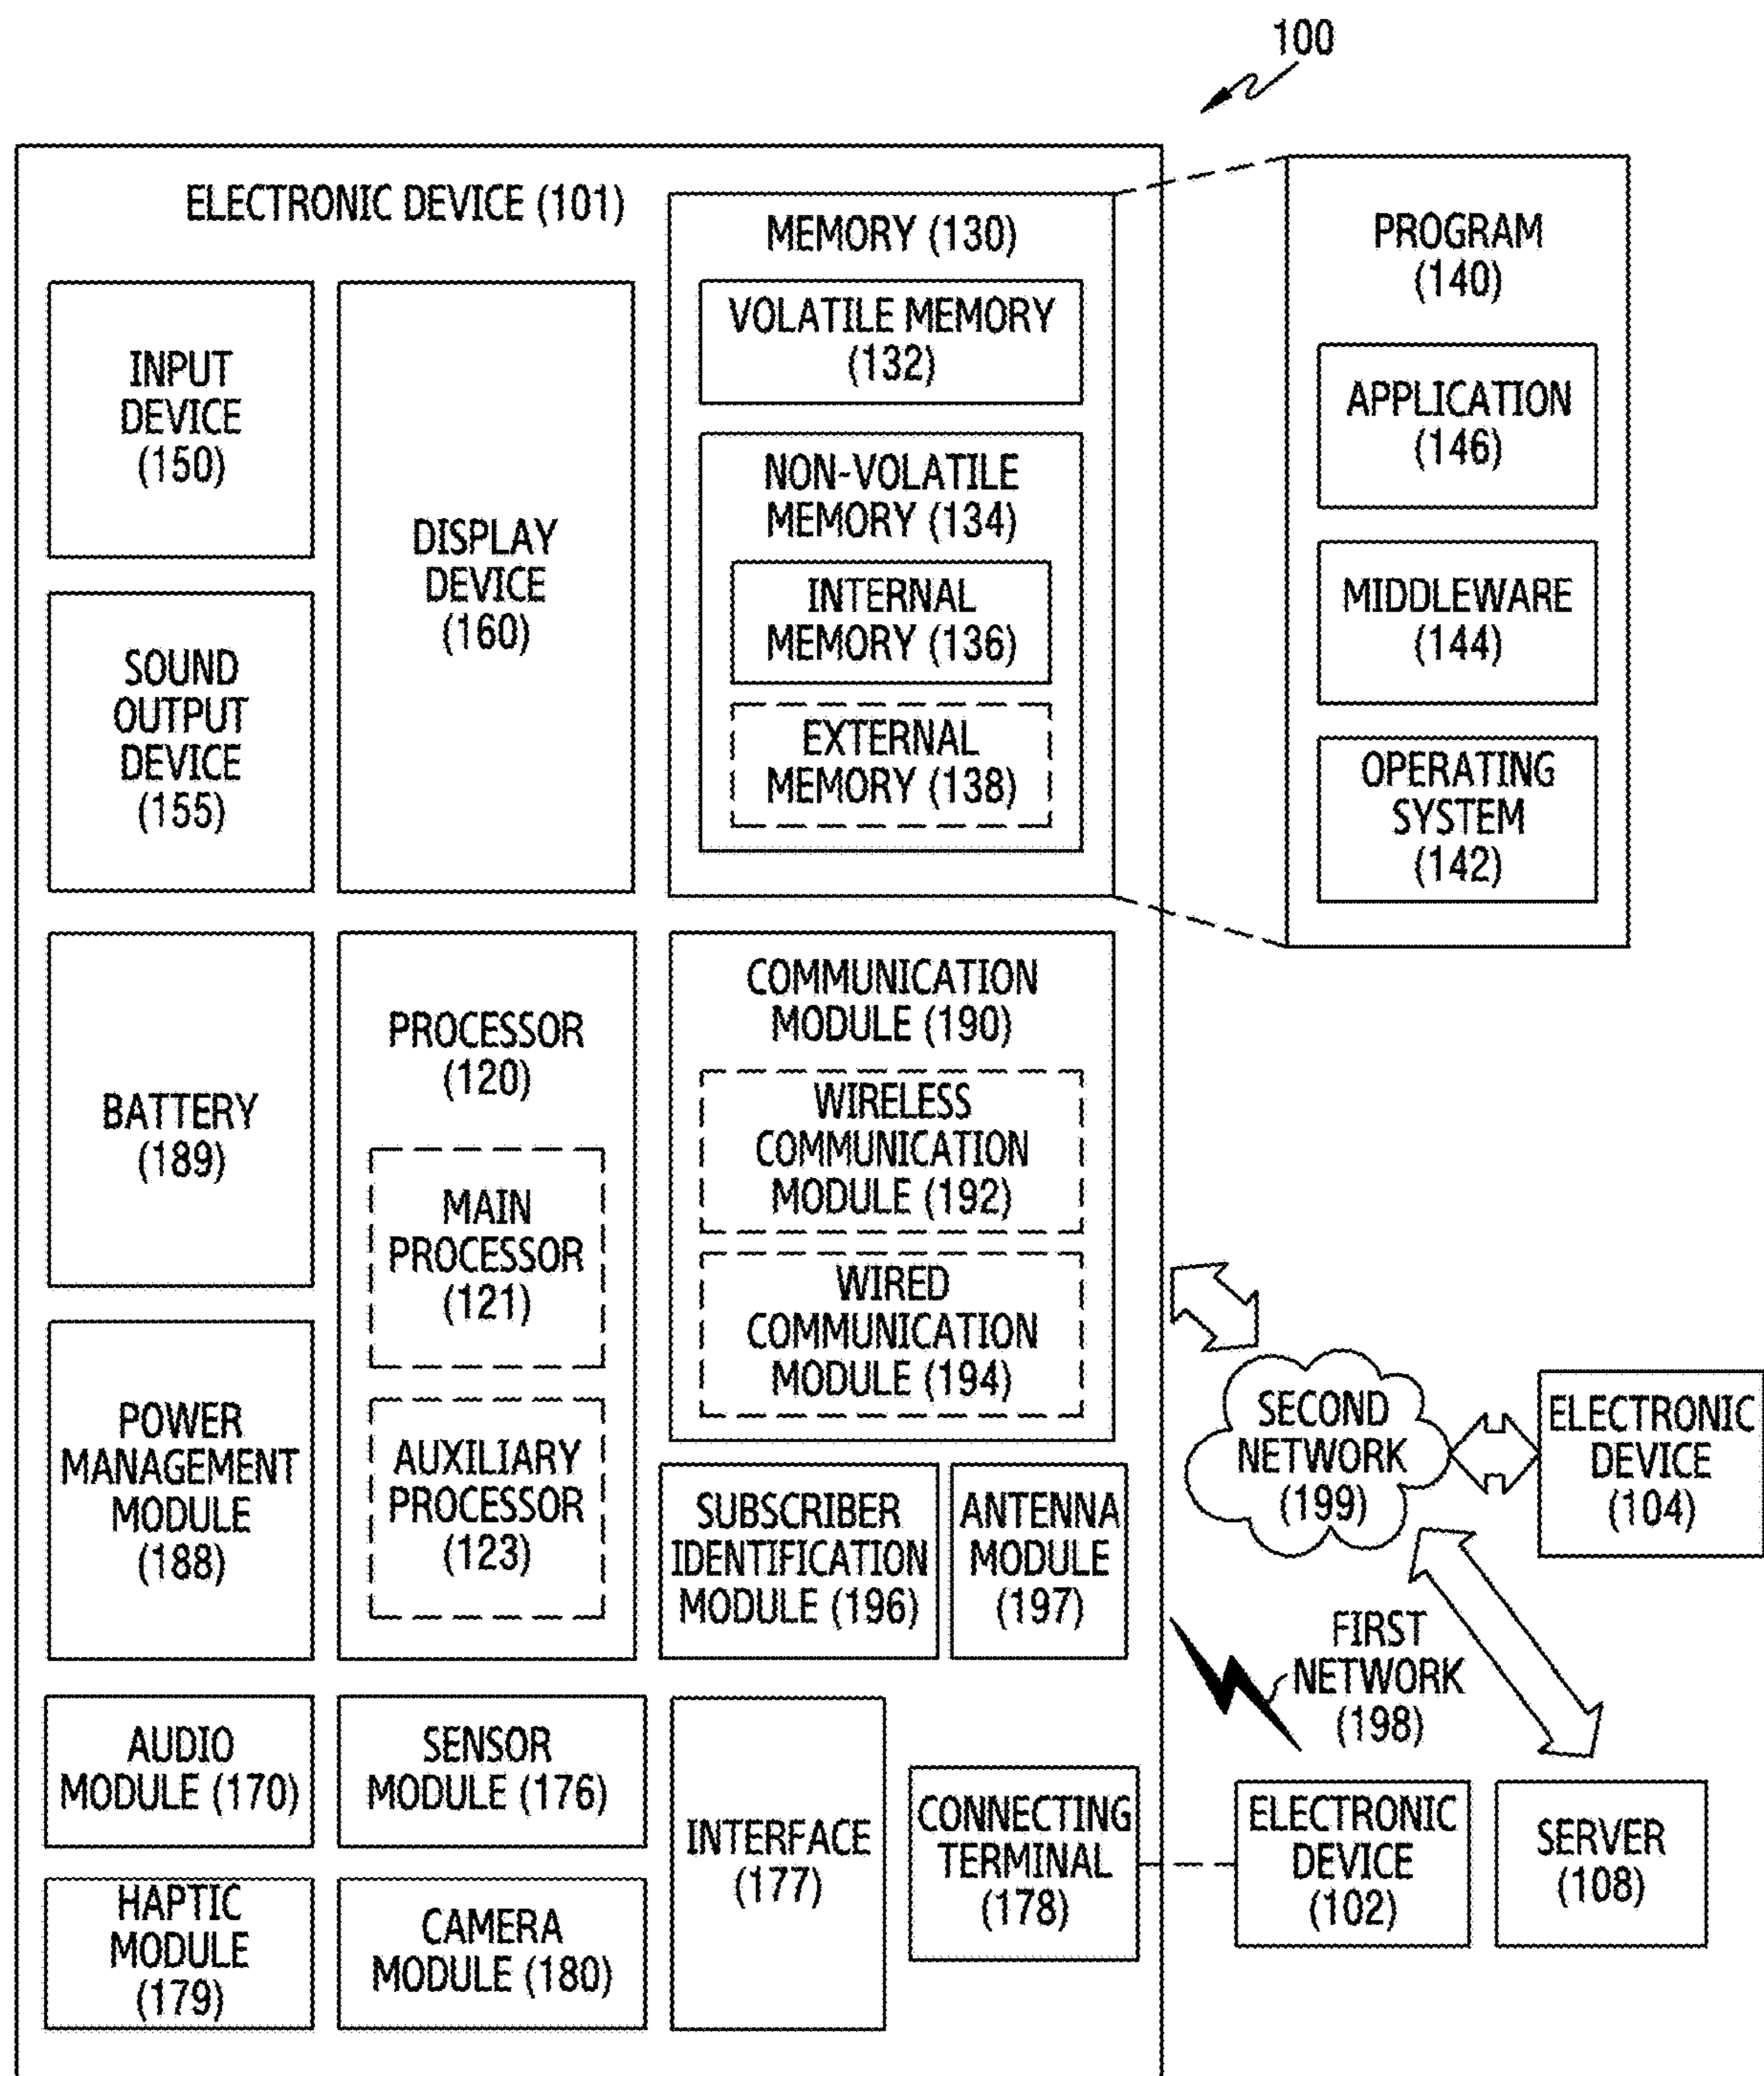 100
ELECTRONIC DEVICE (101)
INPUT
DEVICE
(150)
SOUND
OUTPUT
DEVICE
(155)
DISPLAY
DEVICE
(160)
MEMORY (130)
VOLATILE MEMORY
(132)
NON-VOLATILE
MEMORY (134)
INTERNAL
MEMORY (136)
EXTERNAL
MEMORY (138)
PROGRAM
(140)
APPLICATION
(146)
MIDDLEWARE
(144)
OPERATING
SYSTEM
(142)
BATTERY
(189)
POWER
MANAGEMENT
MODULE
(188)
PROCESSOR
(120)
MAIN
PROCESSOR
(121)
AUXILIARY
PROCESSOR
(123)
COMMUNICATION
MODULE (190)
WIRELESS
COMMUNICATION
MODULE (192)
WIRED
COMMUNICATION
MODULE (194)
SUBSCRIBER
IDENTIFICATION
MODULE (196)
ANTENNA
MODULE
(197)
SECOND
NETWORK
(199)
ELECTRONIC
DEVICE
(104)
FIRST
NETWORK
(198)
AUDIO
MODULE (170)
SENSOR
MODULE (176)
HAPTIC
MODULE
(179)
CAMERA
MODULE (180)
INTERFACE
(177)
CONNECTING
TERMINAL
(178)
ELECTRONIC
DEVICE
(102)
SERVER
(108)